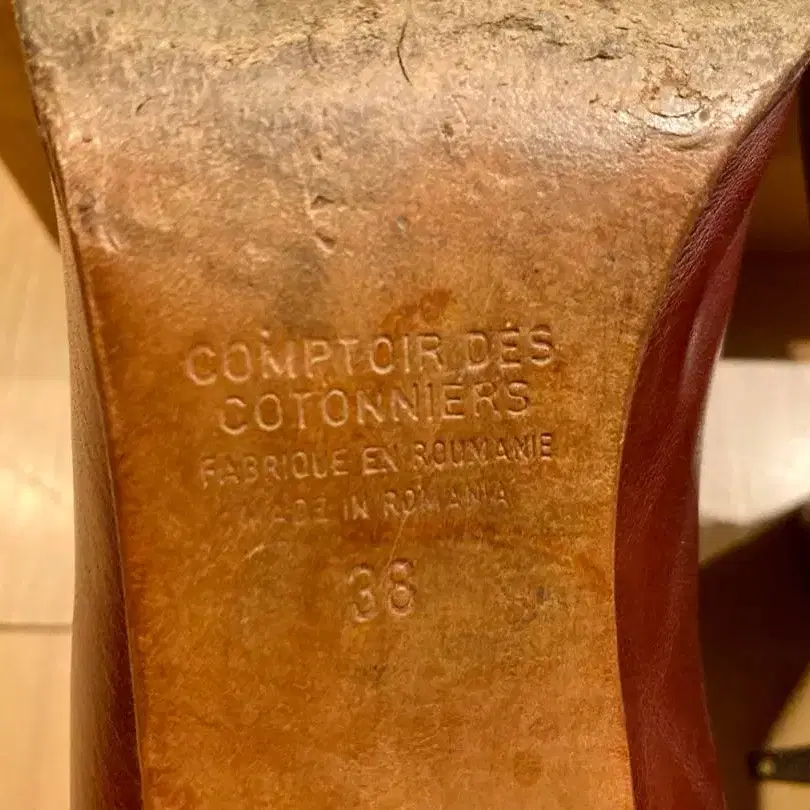 COMPTOIR DES
COTONNIERS
FABRIQUE EN ROUMANIE
MADE IN ROMANIA
38